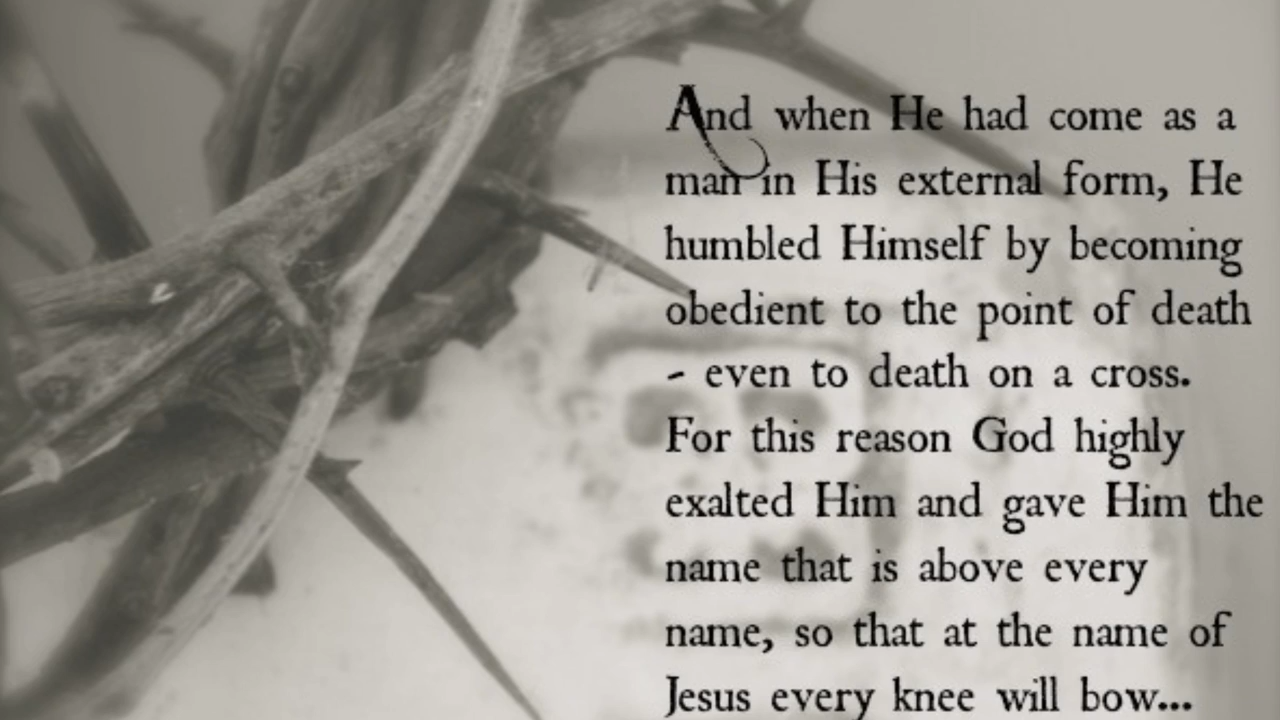 And when He had come as a
man in His external form, He
humbled Himself by becoming
obedient to the point of death
- even to death on a cross.
For this reason God highly
exalted Him and gave Him the
name that is above every
name, so that at the name of
Jesus every knee will bow...